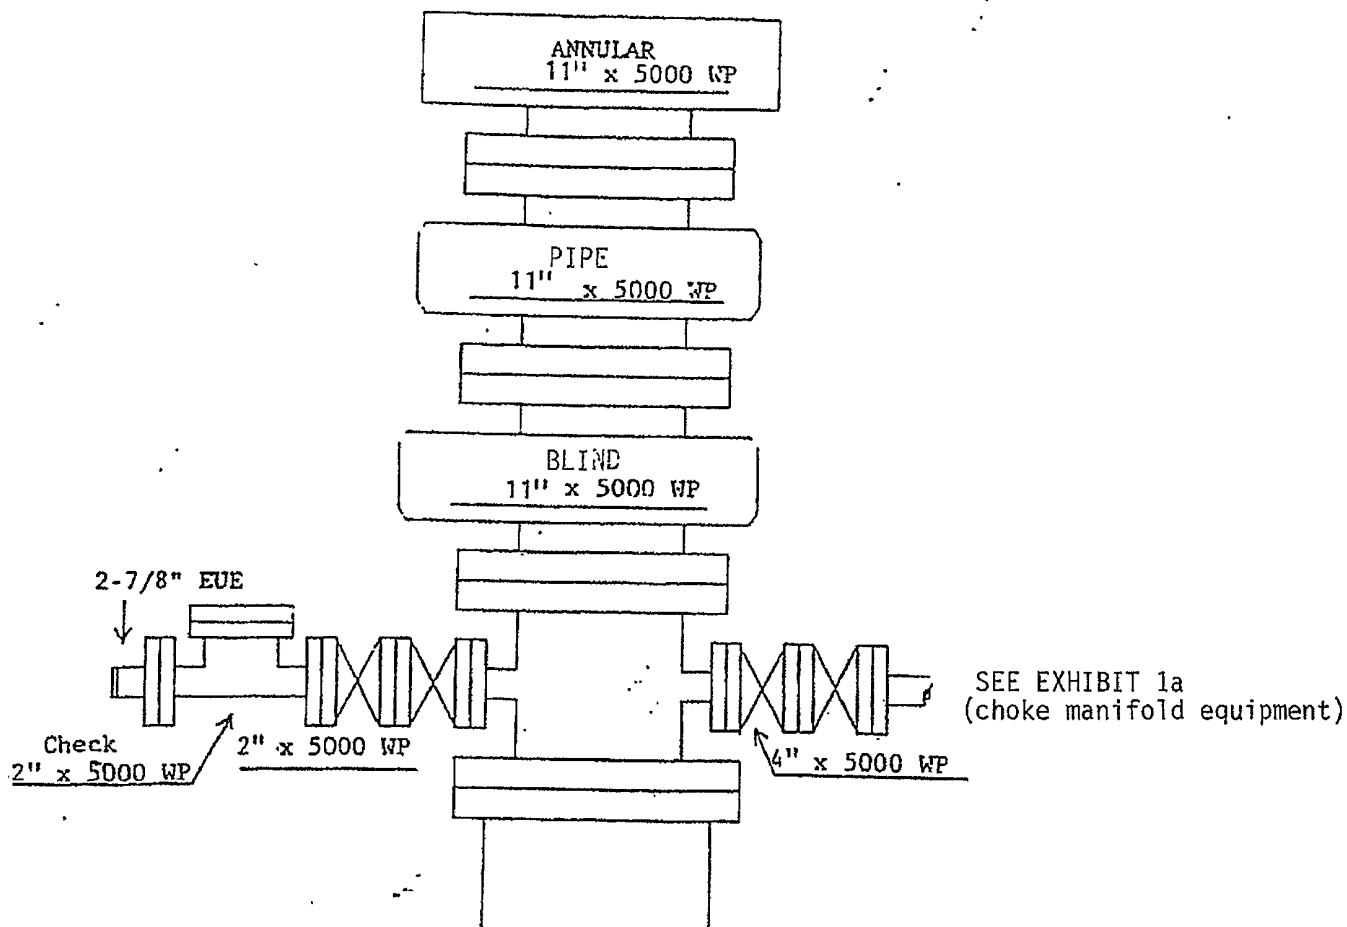 ANNULAR
11" x 5000 WP
PIPE
11" x 5000 WP
BLIND
11" x 5000 WP
2-7/8" EUE
Check
2" x 5000 WP
2" x 5000 WP
4" x 5000 WP
SEE EXHIBIT 1a
(choke manifold equipment)